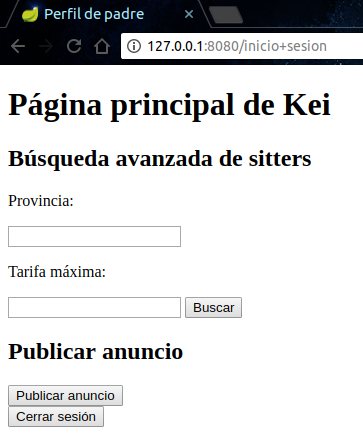 Perfil de padre
127.0.0.1:8080/inicio+sesion
Página principal de Kei
Búsqueda avanzada de sitters
Provincia:
Tarifa máxima:
Buscar
Publicar anuncio
Publicar anuncio
Cerrar sesión